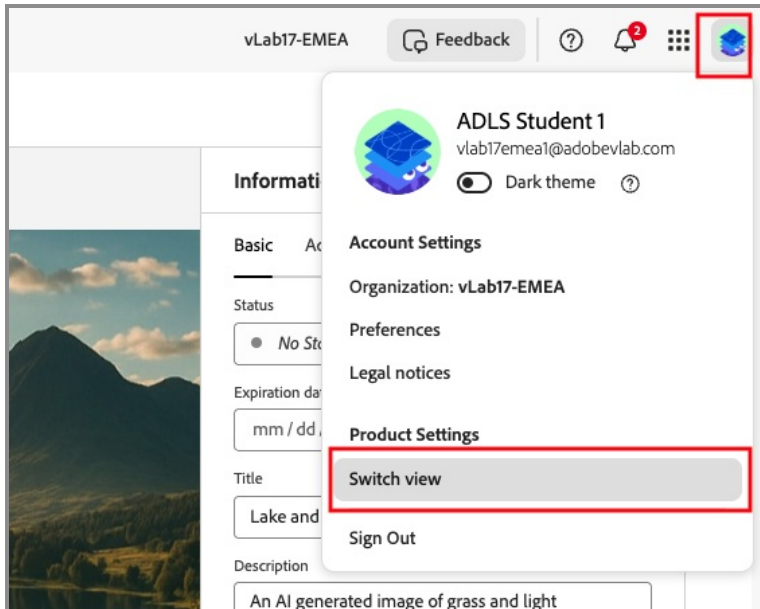 vLab17-EMEA
Feedback
2
ADLS Student 1
vlab17emea1@adobevlab.com
Dark theme
Account Settings
Organization: vLab17-EMEA
Preferences
Legal notices
Product Settings
Switch view
Sign Out
Informati
Basic
Status
No
Expiration
mm / dd
Title
Lake and
Description
An AI generated image of grass and light